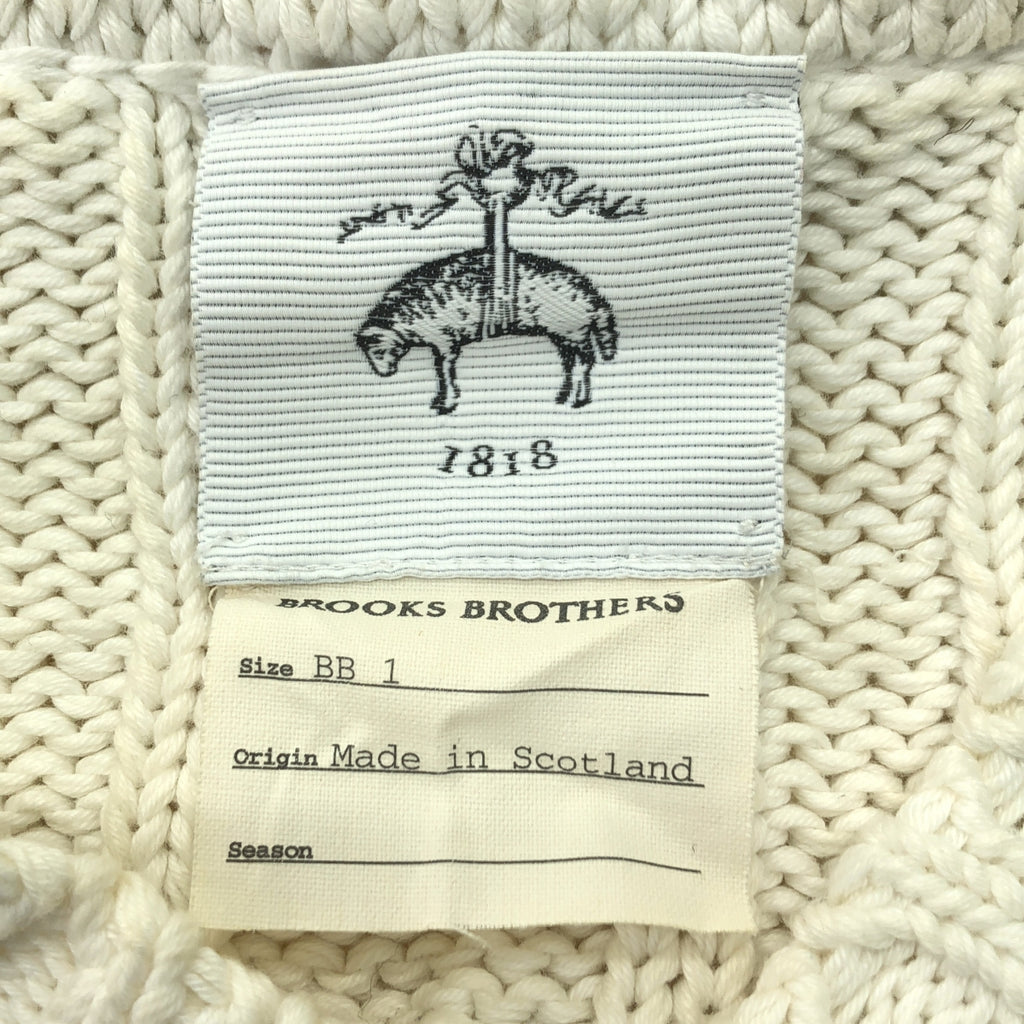 1818
BROOKS BROTHERS
Size BB 1
Origin Made in Scotland
Season